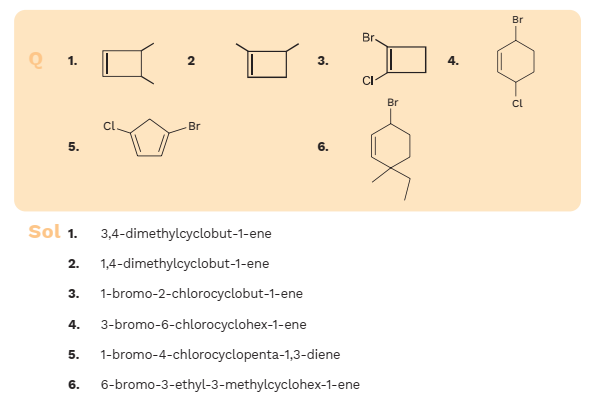 Br
Br
Q 1. 2 3. 4.
Cl
Cl
Br
Cl Br
5. 6.
Sol 1. 3,4-dimethylcyclobut-1-ene
2. 1,4-dimethylcyclobut-1-ene
3. 1-bromo-2-chlorocyclobut-1-ene
4. 3-bromo-6-chlorocyclohex-1-ene
5. 1-bromo-4-chlorocyclopenta-1,3-diene
6. 6-bromo-3-ethyl-3-methylcyclohex-1-ene